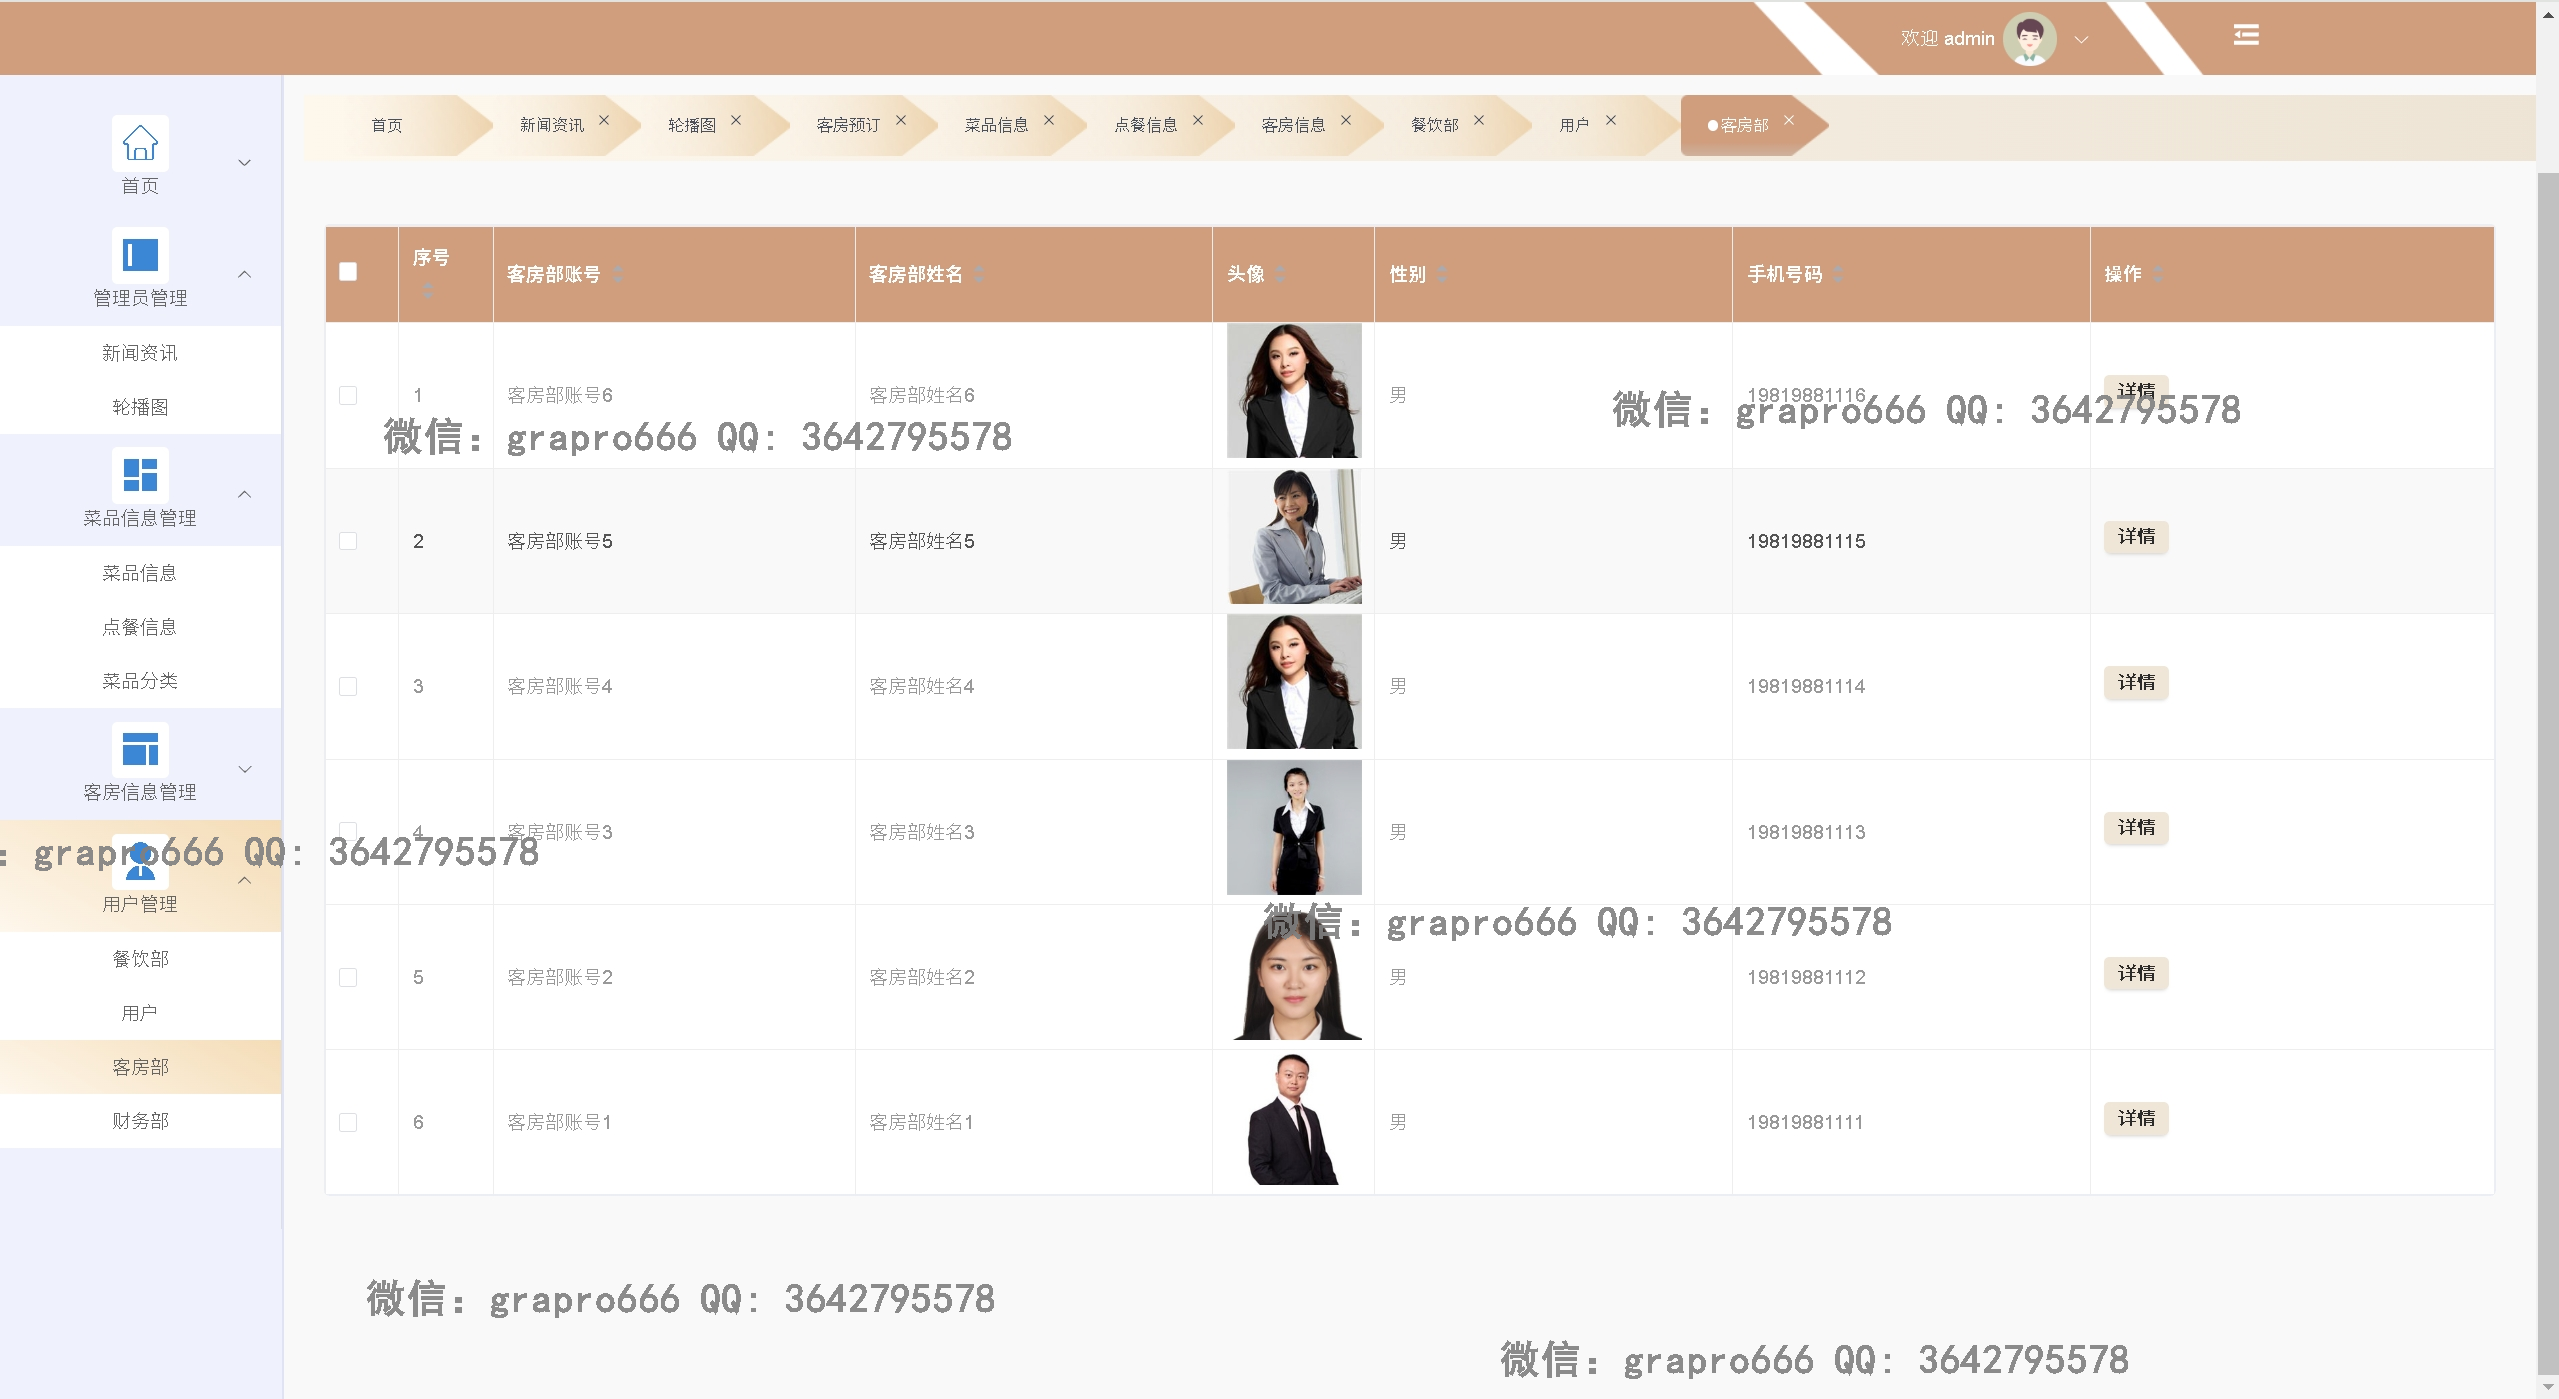 欢迎 admin
首页 新闻资讯 轮播图 客房预订 菜品信息 点餐信息 客房信息 餐饮部 用户 客房部
首页
管理员管理
新闻资讯
轮播图
菜品信息管理
菜品信息
点餐信息
菜品分类
客房信息管理
用户管理
餐饮部
用户
客房部
财务部
序号 客房部账号 客房部姓名 头像 性别 手机号码 操作
1 客房部账号6 客房部姓名6 男 19819881116 详情
微信: grapro666 QQ: 3642795578
微信: grapro666 QQ: 3642795578
2 客房部账号5 客房部姓名5 男 19819881115 详情
3 客房部账号4 客房部姓名4 男 19819881114 详情
4 客房部账号3 客房部姓名3 男 19819881113 详情
: grapro666 QQ: 3642795578
微信: grapro666 QQ: 3642795578
5 客房部账号2 客房部姓名2 男 19819881112 详情
6 客房部账号1 客房部姓名1 男 19819881111 详情
微信: grapro666 QQ: 3642795578
微信: grapro666 QQ: 3642795578